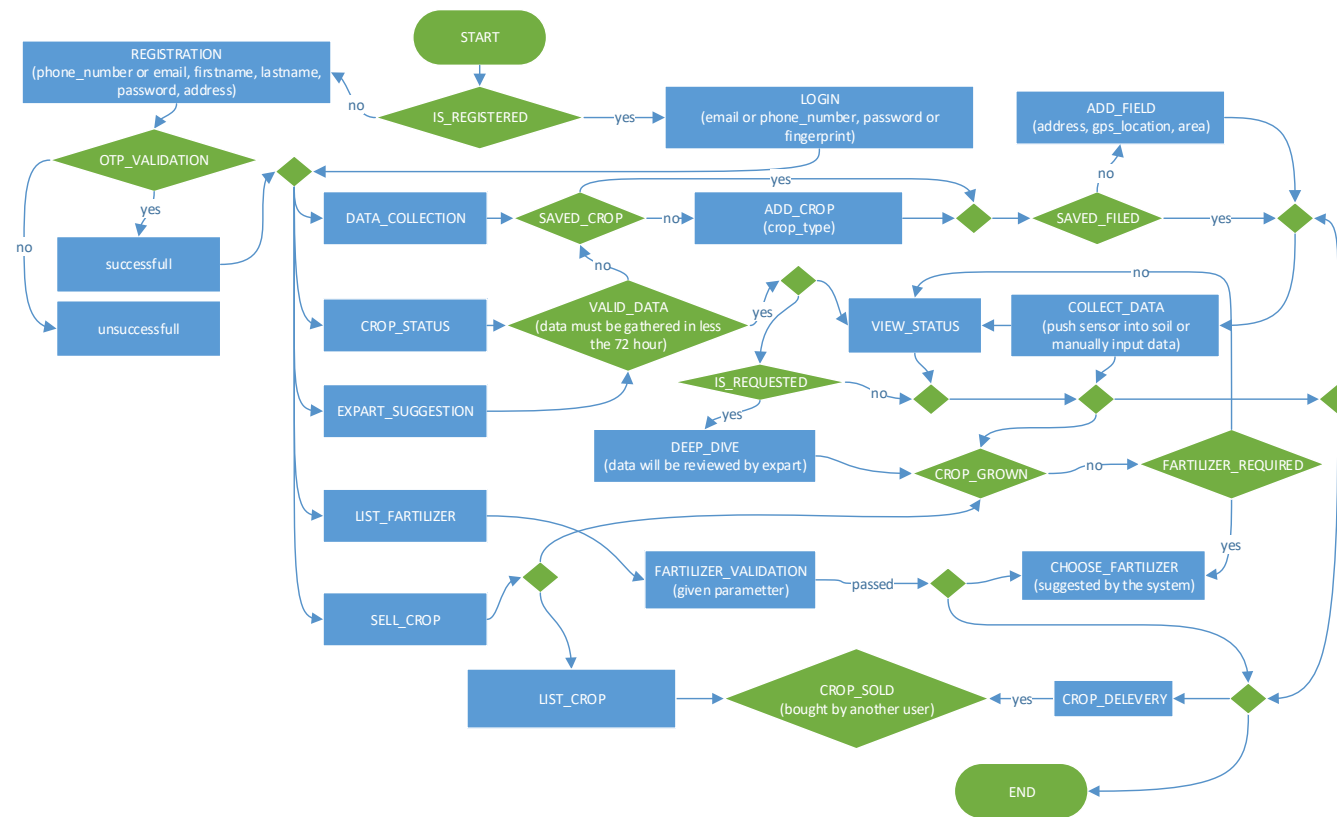 START
REGISTRATION
(phone_number or email, firstname, lastname,
password, address)
no
IS_REGISTERED
yes
LOGIN
(email or phone_number, password or
fingerprint)
ADD_FIELD
(address, gps_location, area)
OTP_VALIDATION
yes
no
successfull
unsuccessfull
DATA_COLLECTION
SAVED_CROP
yes
no
ADD_CROP
(crop_type)
SAVED_FILED
no
yes
CROP_STATUS
no
VALID_DATA
(data must be gathered in less
the 72 hour)
yes
VIEW_STATUS
no
COLLECT_DATA
(push sensor into soil or
manually input data)
EXPART_SUGGESTION
IS_REQUESTED
no
yes
DEEP_DIVE
(data will be reviewed by expart)
CROP_GROWN
no
FARTILIZER_REQUIRED
yes
LIST_FARTILIZER
FARTILIZER_VALIDATION
(given parametter)
passed
CHOOSE_FARTILIZER
(suggested by the system)
SELL_CROP
LIST_CROP
CROP_SOLD
(bought by another user)
yes
CROP_DELEVERY
END